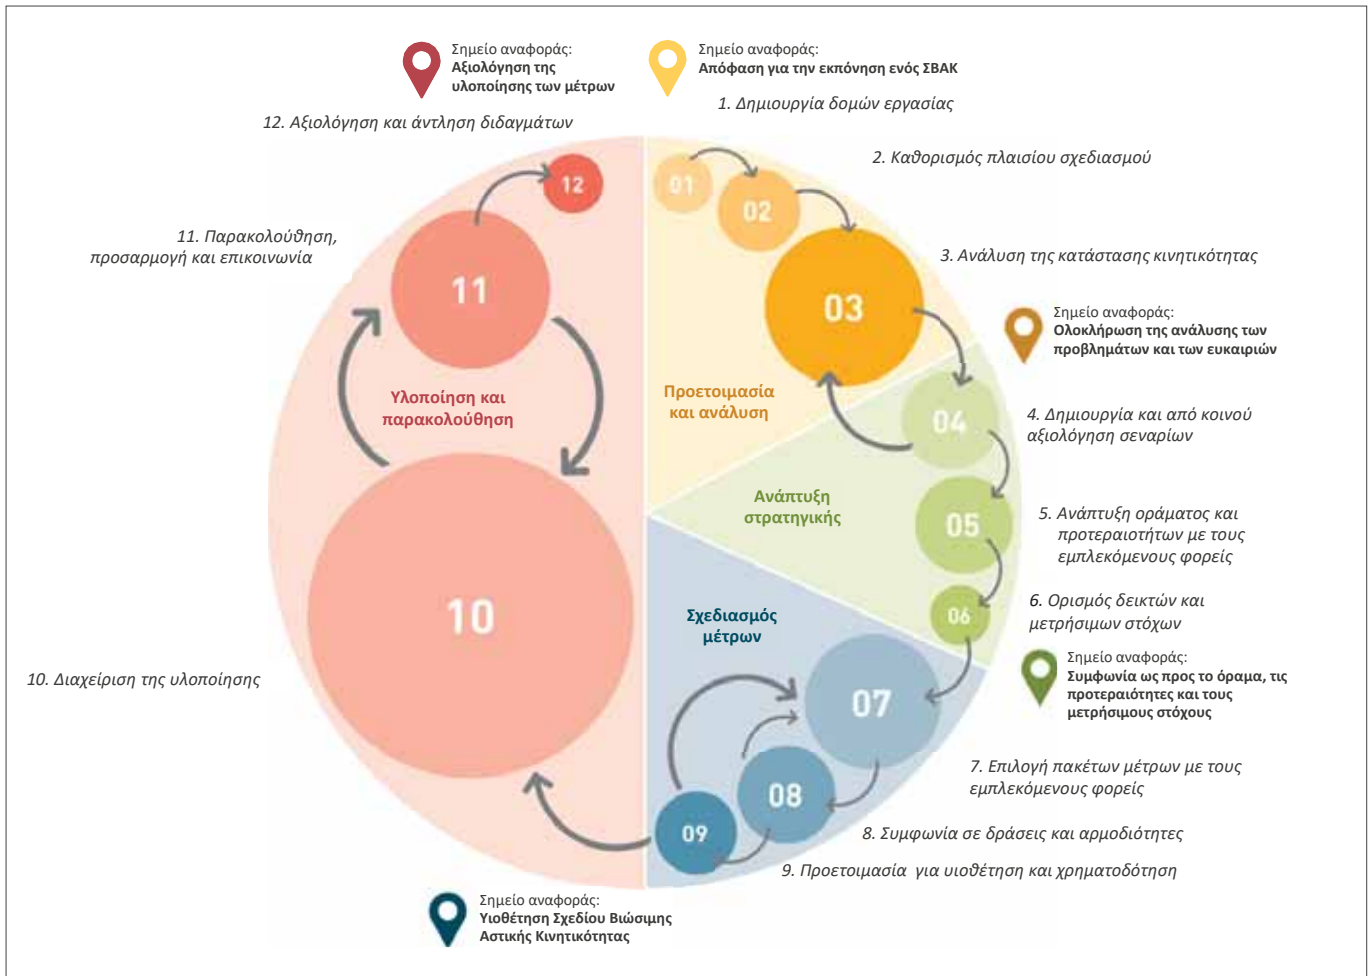 Σημείο αναφοράς:
Αξιολόγηση της
υλοποίησης των μέτρων
Σημείο αναφοράς:
Απόφαση για την εκπόνηση ενός ΣΒΑΚ
1. Δημιουργία δομών εργασίας
12. Αξιολόγηση και άντληση διδαγμάτων
2. Καθορισμός πλαισίου σχεδιασμού
12
01
02
11. Παρακολούθηση,
προσαρμογή και επικοινωνία
3. Ανάλυση της κατάστασης κινητικότητας
11
03
Σημείο αναφοράς:
Ολοκλήρωση της ανάλυσης των
προβλημάτων και των ευκαιριών
Υλοποίηση και
παρακολούθηση
Προετοιμασία
και ανάλυση
04
4. Δημιουργία και από κοινού
αξιολόγηση σεναρίων
Ανάπτυξη
στρατηγικής
05
5. Ανάπτυξη οράματος και
προτεραιοτήτων με τους
εμπλεκόμενους φορείς
10
Σχεδιασμός
μέτρων
06
6. Ορισμός δεικτών και
μετρήσιμων στόχων
10. Διαχείριση της υλοποίησης
Σημείο αναφοράς:
Συμφωνία ως προς το όραμα, τις
προτεραιότητες και τους
μετρήσιμους στόχους
07
7. Επιλογή πακέτων μέτρων με τους
εμπλεκόμενους φορείς
08
09
8. Συμφωνία σε δράσεις και αρμοδιότητες
9. Προετοιμασία για υιοθέτηση και χρηματοδότηση
Σημείο αναφοράς:
Υιοθέτηση Σχεδίου Βιώσιμης
Αστικής Κινητικότητας